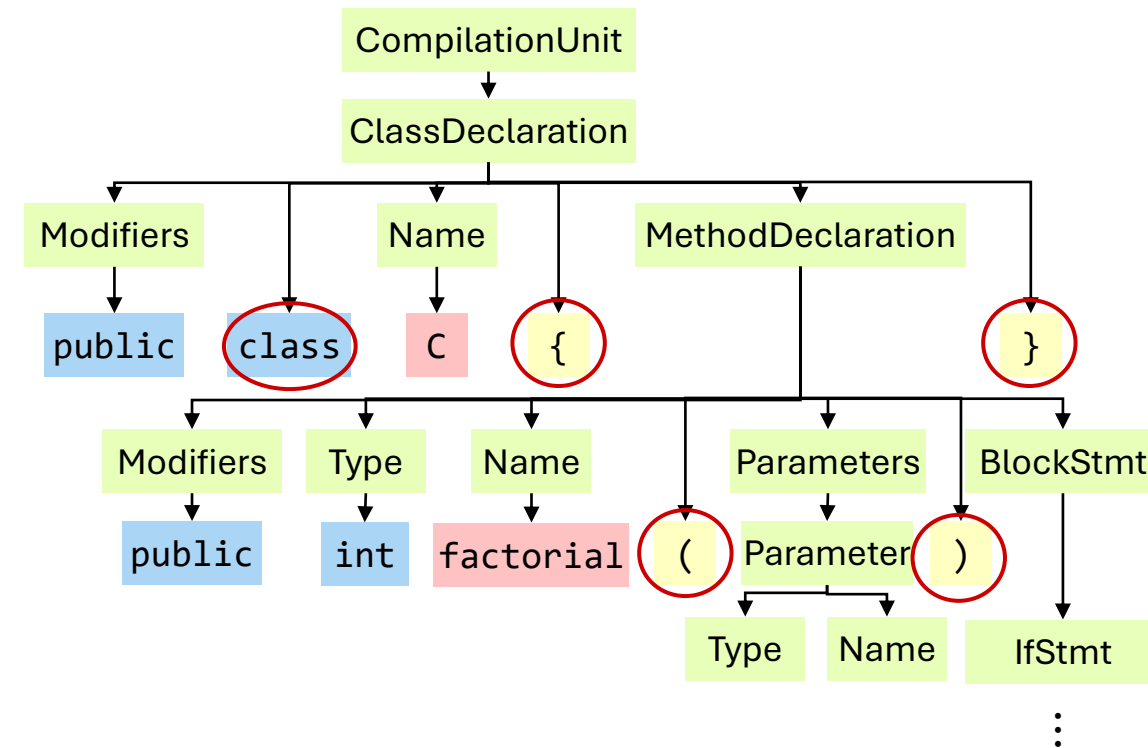 CompilationUnit
ClassDeclaration
Modifiers Name MethodDeclaration
public class C { }
Modifiers Type Name Parameters BlockStmt
public int factorial ( Parameter )
Type Name IfStmt
⋮